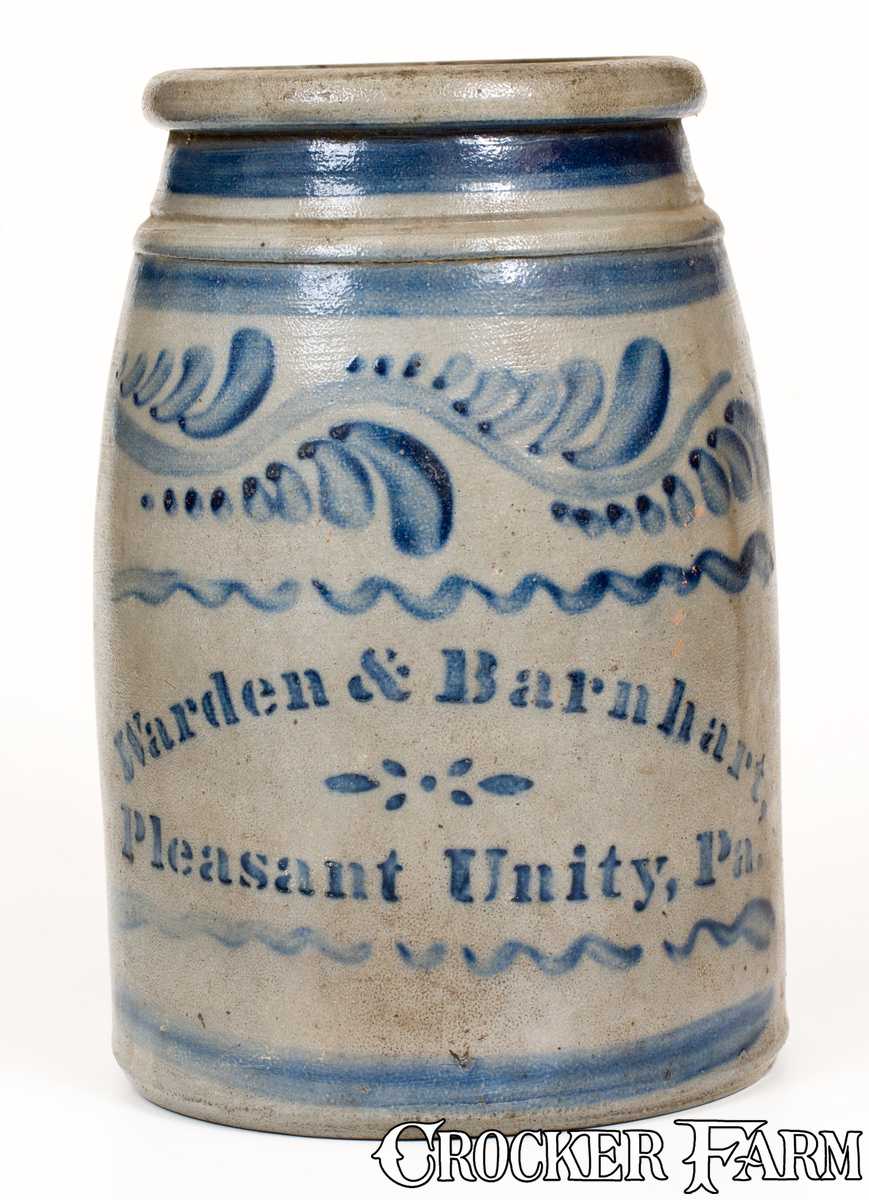 Warden & Barnhart,
Pleasant Unity, Pa.
CROCKER FARM